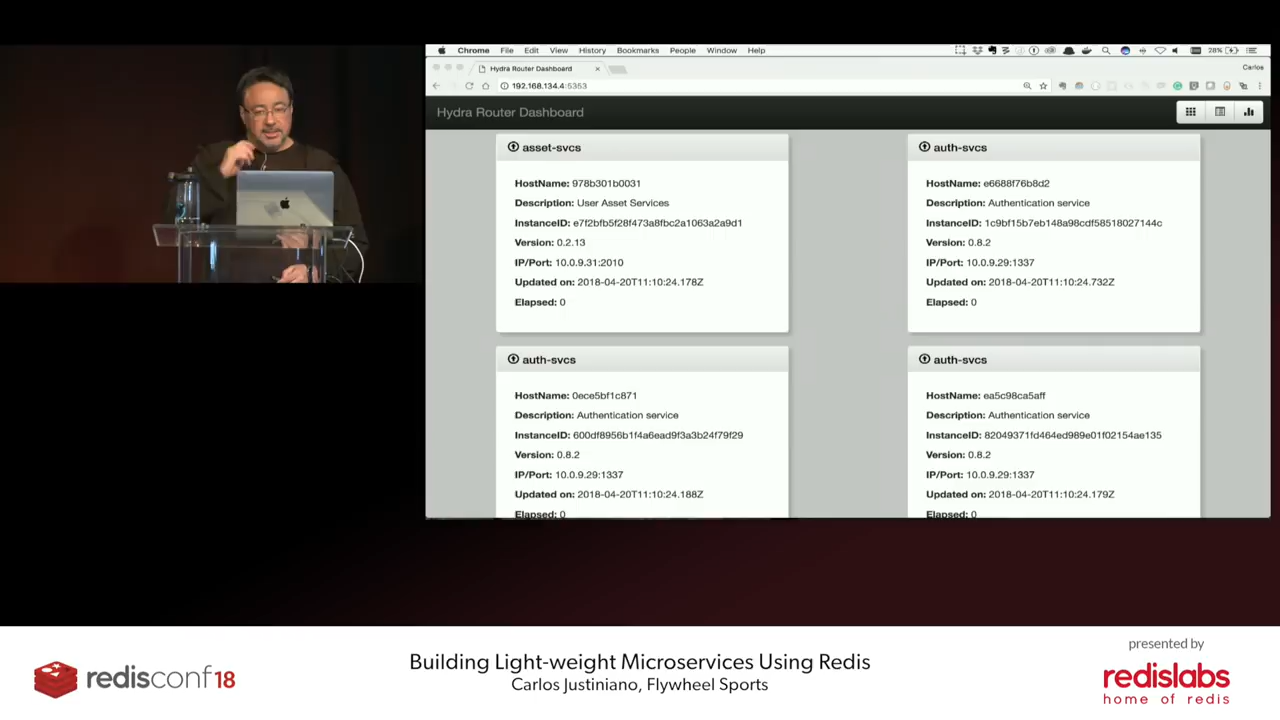 Chrome File Edit View History Bookmarks People Window Help 28%
Hydra Router Dashboard
Carlos
192.168.134.4:5353
Hydra Router Dashboard
asset-svcs
HostName: 978b301b0031
Description: User Asset Services
InstanceID: e7f2bfb5f28f473a8fbc2a1063a2a9d1
Version: 0.2.13
IP/Port: 10.0.9.31:2010
Updated on: 2018-04-20T11:10:24.178Z
Elapsed: 0
auth-svcs
HostName: e6688f76b8d2
Description: Authentication service
InstanceID: 1c9bf15b7eb148a98cdf58518027144c
Version: 0.8.2
IP/Port: 10.0.9.29:1337
Updated on: 2018-04-20T11:10:24.732Z
Elapsed: 0
auth-svcs
HostName: 0ece5bf1c871
Description: Authentication service
InstanceID: 600df8956b1f4a6ead9f3a3b24f79f29
Version: 0.8.2
IP/Port: 10.0.9.29:1337
Updated on: 2018-04-20T11:10:24.188Z
Elapsed: 0
auth-svcs
HostName: ea5c98ca5aff
Description: Authentication service
InstanceID: 82049371fd464ed989e01f02154ae135
Version: 0.8.2
IP/Port: 10.0.9.29:1337
Updated on: 2018-04-20T11:10:24.179Z
Elapsed: 0
redisconf18
Building Light-weight Microservices Using Redis
Carlos Justiniano, Flywheel Sports
presented by
redislabs
home of redis